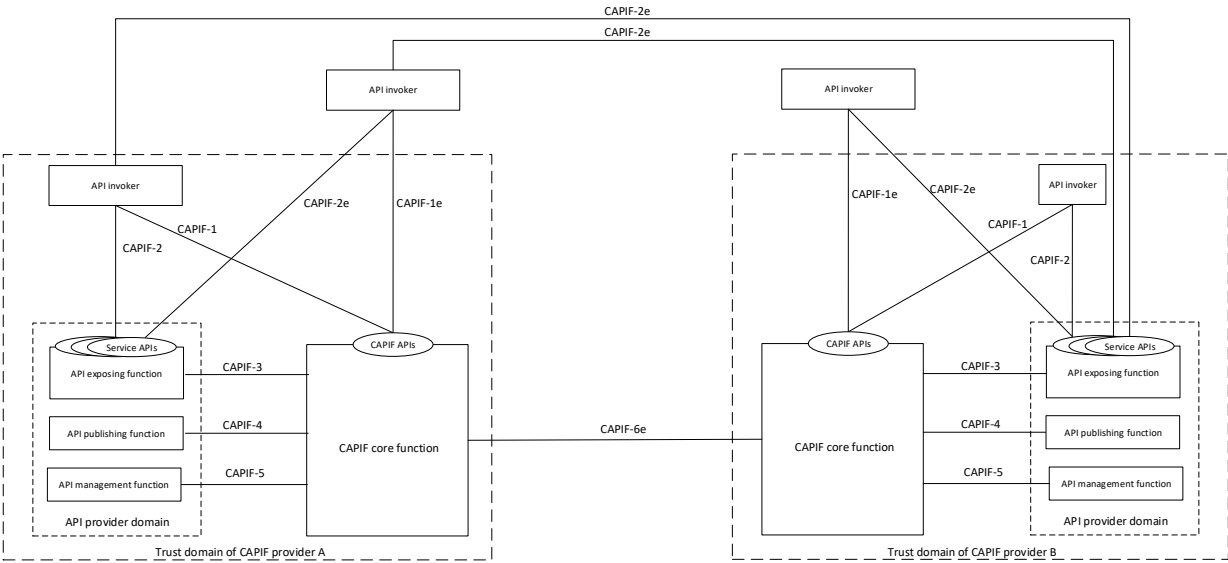 CAPIF-2e
CAPIF-2e
API invoker
API invoker
API invoker
API invoker
CAPIF-2e
CAPIF-1e
CAPIF-1e
CAPIF-2e
CAPIF-1
CAPIF-2
CAPIF-1
CAPIF-2
Service APIs
API exposing function
CAPIF APIs
CAPIF-3
API publishing function
CAPIF-4
API management function
CAPIF-5
CAPIF core function
API provider domain
Trust domain of CAPIF provider A
CAPIF-6e
CAPIF APIs
CAPIF core function
CAPIF-3
Service APIs
API exposing function
CAPIF-4
API publishing function
CAPIF-5
API management function
API provider domain
Trust domain of CAPIF provider B